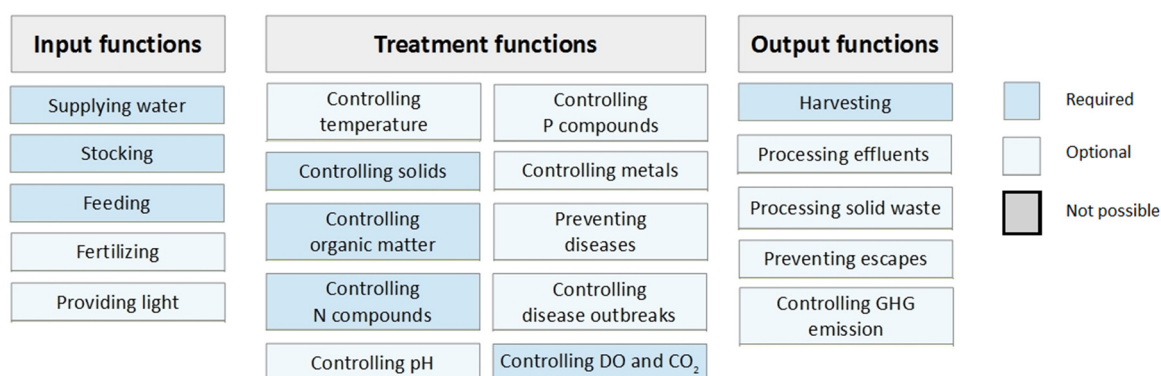 Input functions
Supplying water
Stocking
Feeding
Fertilizing
Providing light
Treatment functions
Controlling
temperature
Controlling solids
Controlling
organic matter
Controlling
N compounds
Controlling pH
Controlling
P compounds
Controlling metals
Preventing
diseases
Controlling
disease outbreaks
Controlling DO and CO₂
Output functions
Harvesting
Processing effluents
Processing solid waste
Preventing escapes
Controlling GHG
emission
Required
Optional
Not possible